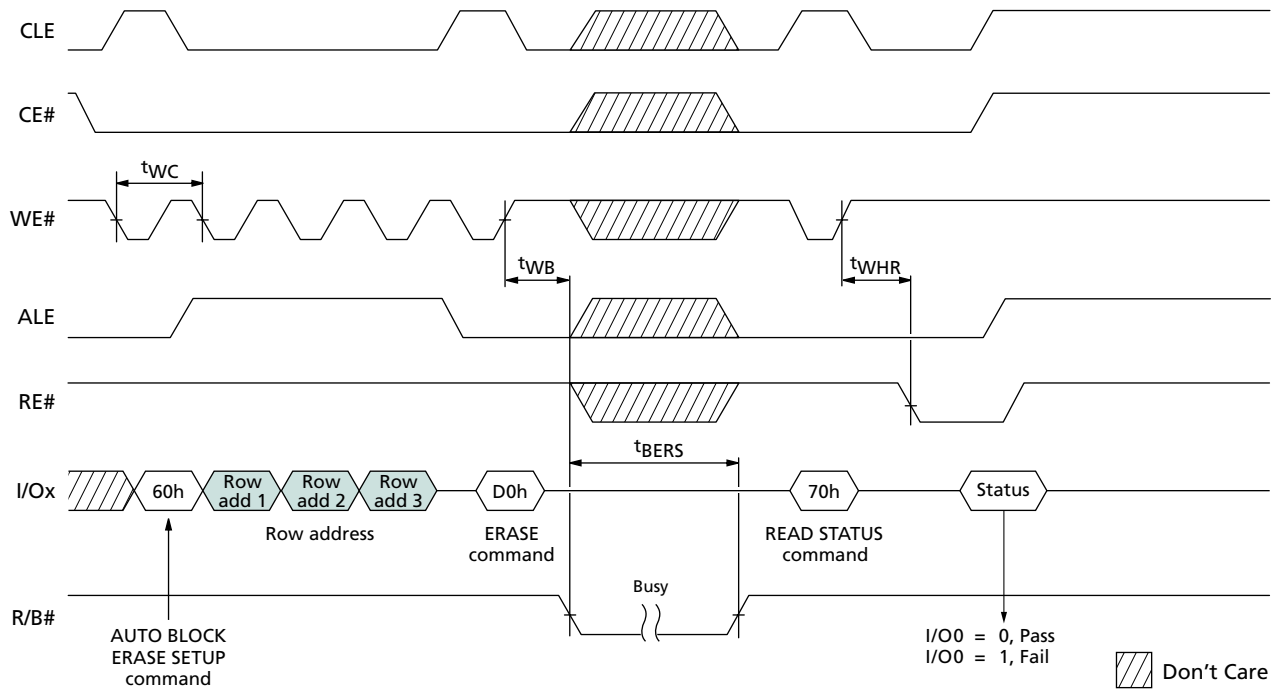 CLE
CE#
tWC
WE#
tWB
tWHR
ALE
RE#
tBERS
I/Ox
60h
Row
add 1
Row
add 2
Row
add 3
D0h
70h
Status
Row address
ERASE
command
READ STATUS
command
Busy
R/B#
AUTO BLOCK
ERASE SETUP
command
I/O0 = 0, Pass
I/O0 = 1, Fail
Don't Care